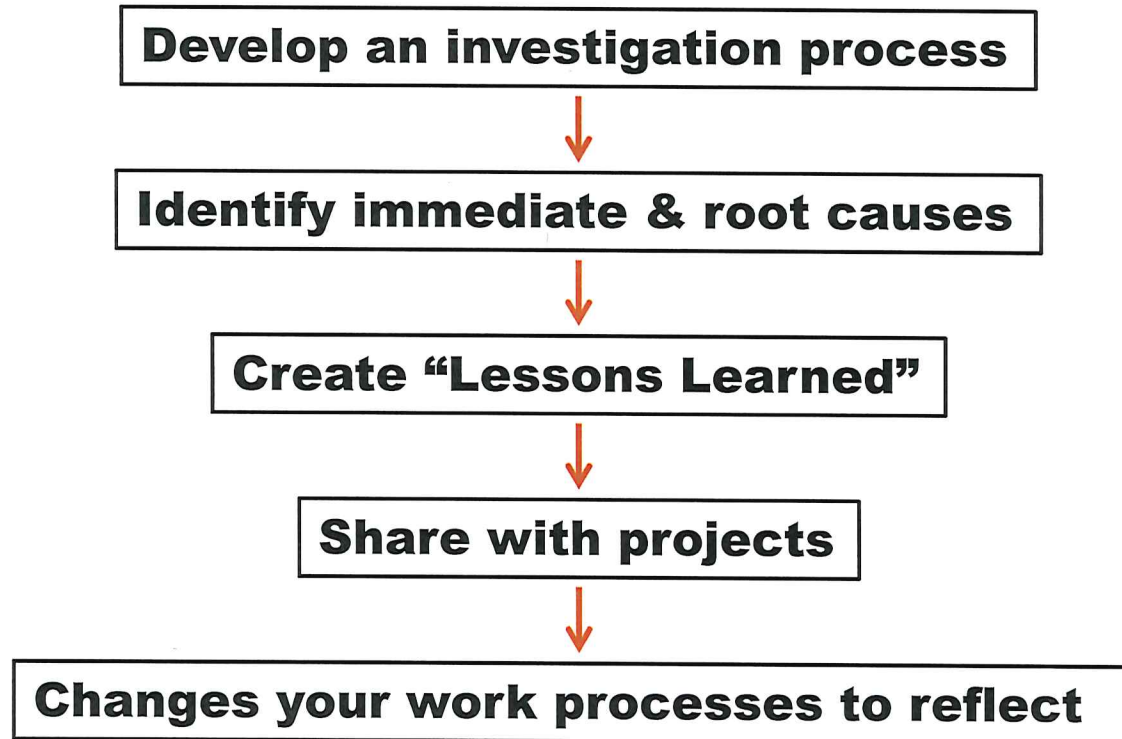 Develop an investigation process
Identify immediate & root causes
Create “Lessons Learned”
Share with projects
Changes your work processes to reflect